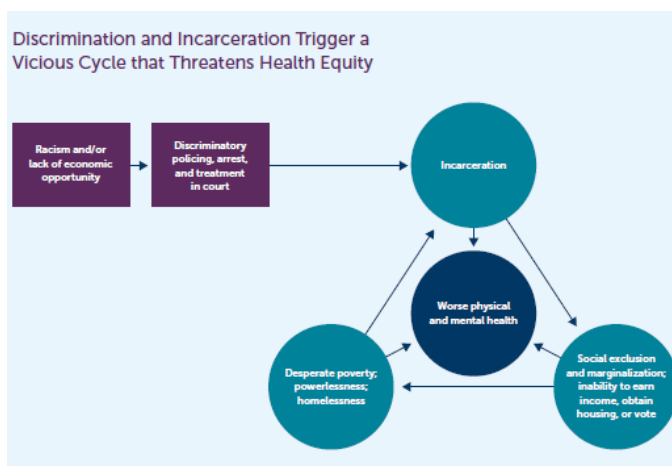 Discrimination and Incarceration Trigger a
Vicious Cycle that Threatens Health Equity
Racism and/or
lack of economic
opportunity
Discriminatory
policing, arrest,
and treatment
in court
Incarceration
Worse physical
and mental health
Desperate poverty;
powerlessness;
homelessness
Social exclusion
and marginalization;
inability to earn
income, obtain
housing, or vote